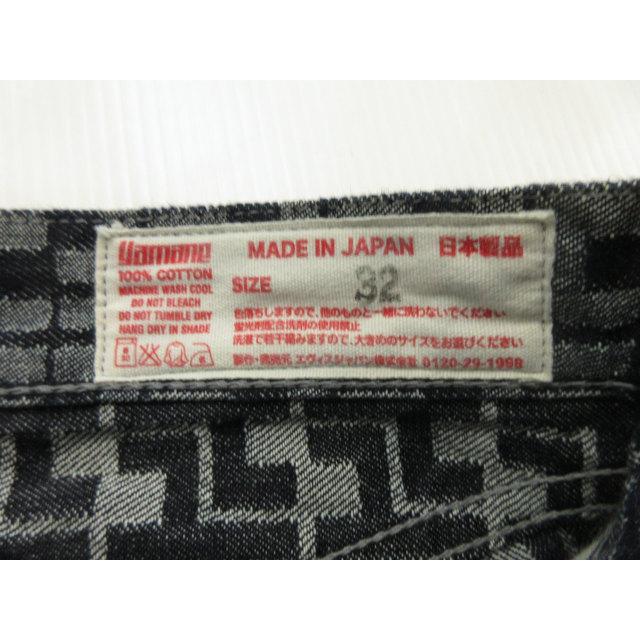 Yamane
100% COTTON
MACHINE WASH COOL
DO NOT BLEACH
DO NOT TUMBLE DRY
HANG DRY IN SHADE
MADE IN JAPAN 日本製品
SIZE 32
色落ちしますので、他のものと一緒に洗わないでください
蛍光剤配合洗剤の使用禁止
洗濯で若干縮みますので、大きめのサイズをお選びください
製作・発売元 エヴィスジャパン株式会社 0120-29-1998